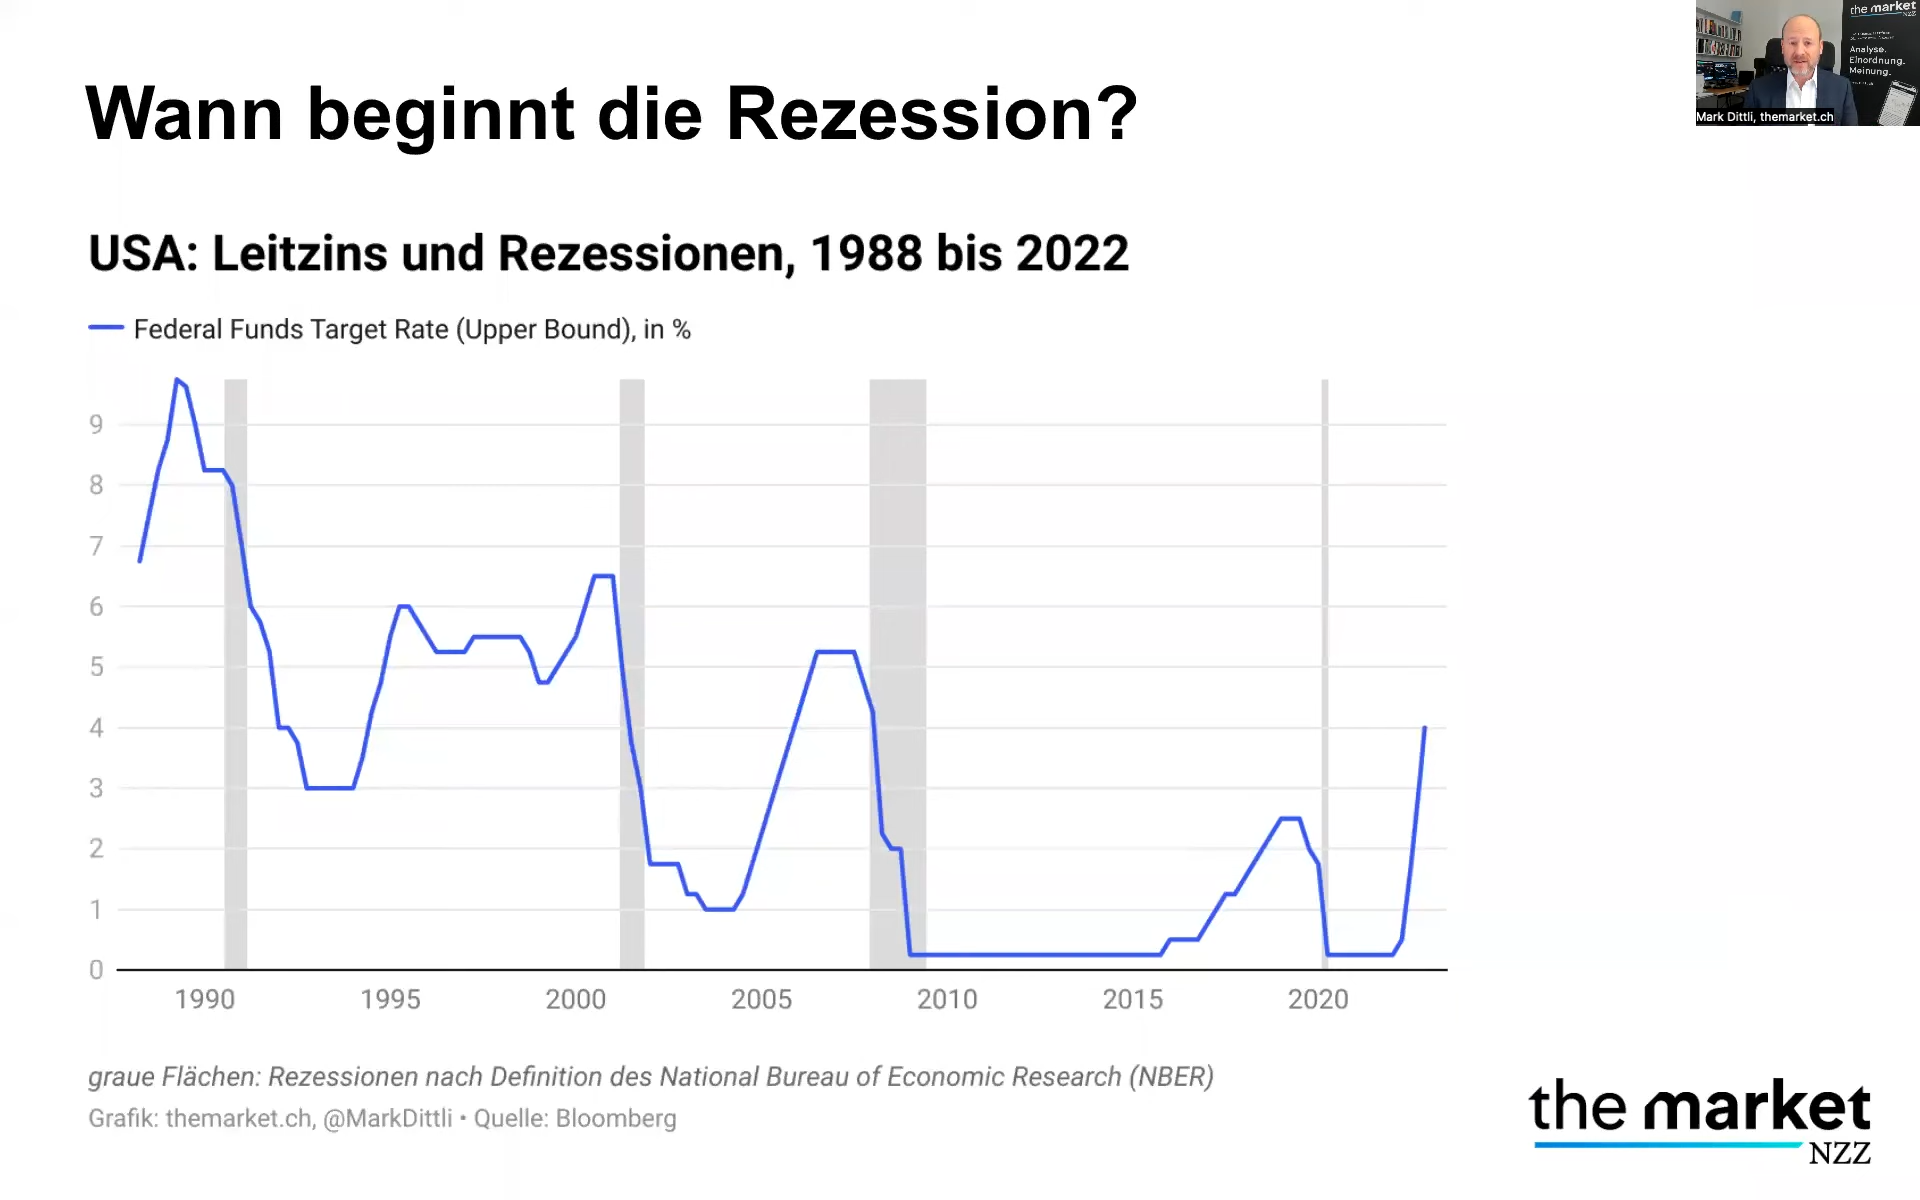 Wann beginnt die Rezession?
the market
NZZ
Analyse.
Einordnung.
Meinung.
Mark Dittli, themarket.ch
USA: Leitzins und Rezessionen, 1988 bis 2022
Federal Funds Target Rate (Upper Bound), in %
9
8
7
6
5
4
3
2
1
0
1990 1995 2000 2005 2010 2015 2020
graue Flächen: Rezessionen nach Definition des National Bureau of Economic Research (NBER)
Grafik: themarket.ch, @MarkDittli • Quelle: Bloomberg
the market
NZZ